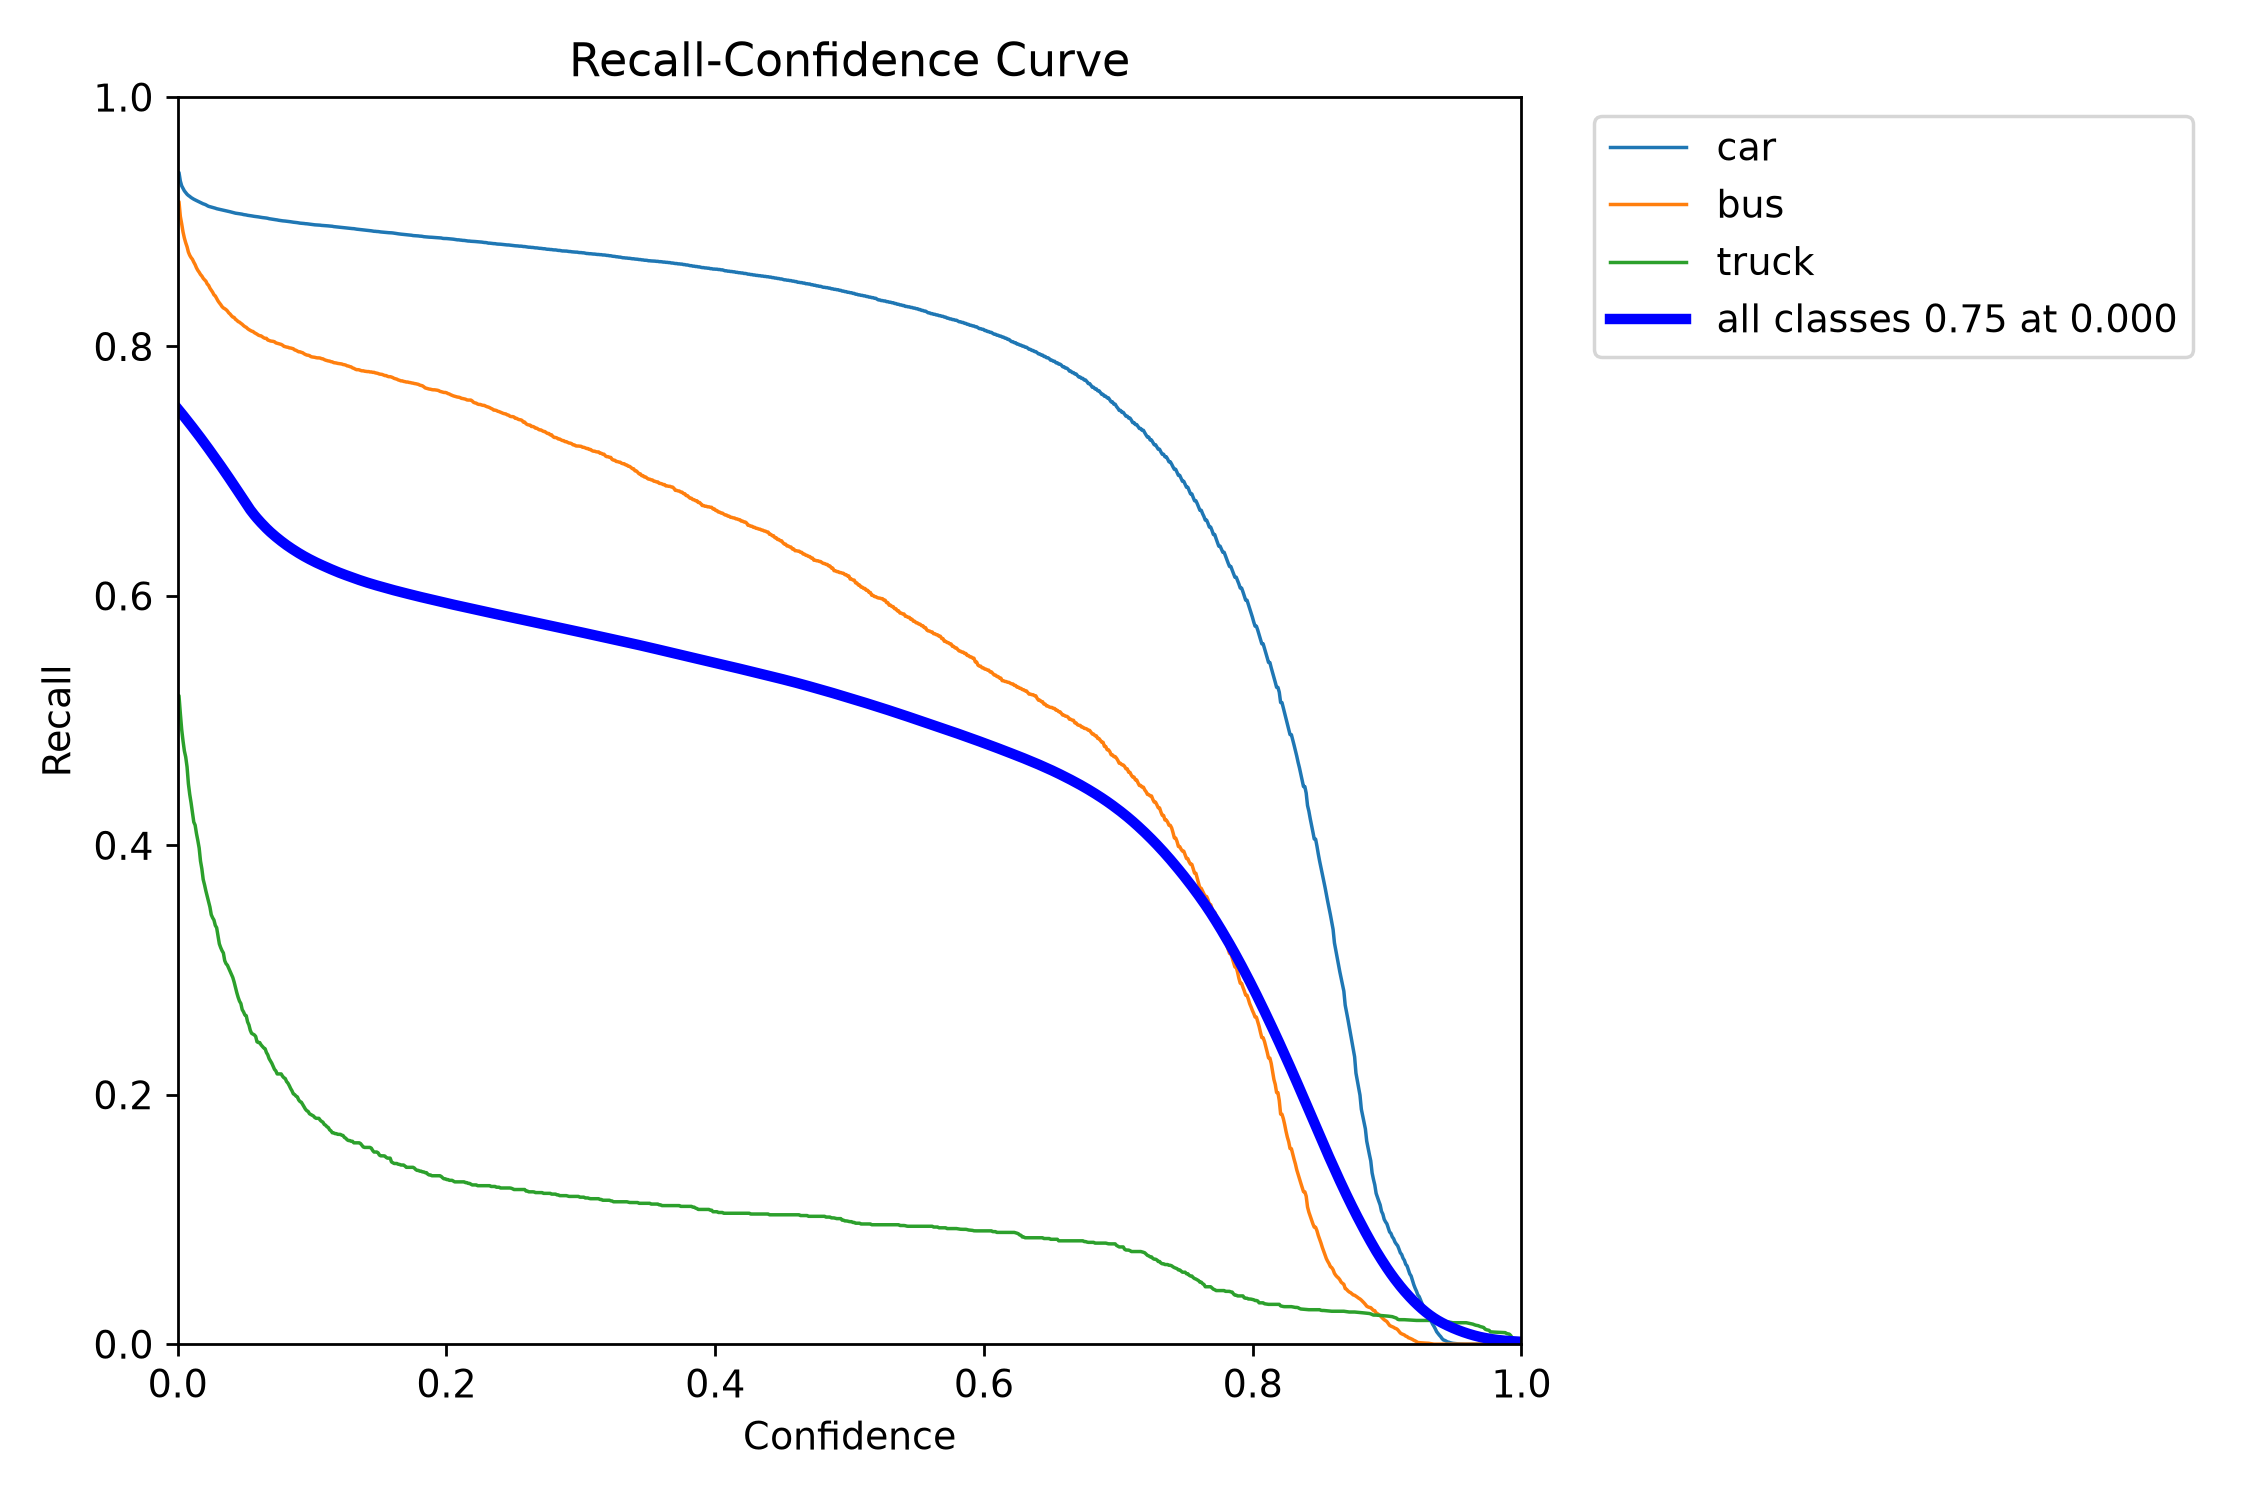 Recall-Confidence Curve
1.0
0.8
0.6
0.4
0.2
0.0
Recall
0.0 0.2 0.4 0.6 0.8 1.0
Confidence
car
bus
truck
all classes 0.75 at 0.000